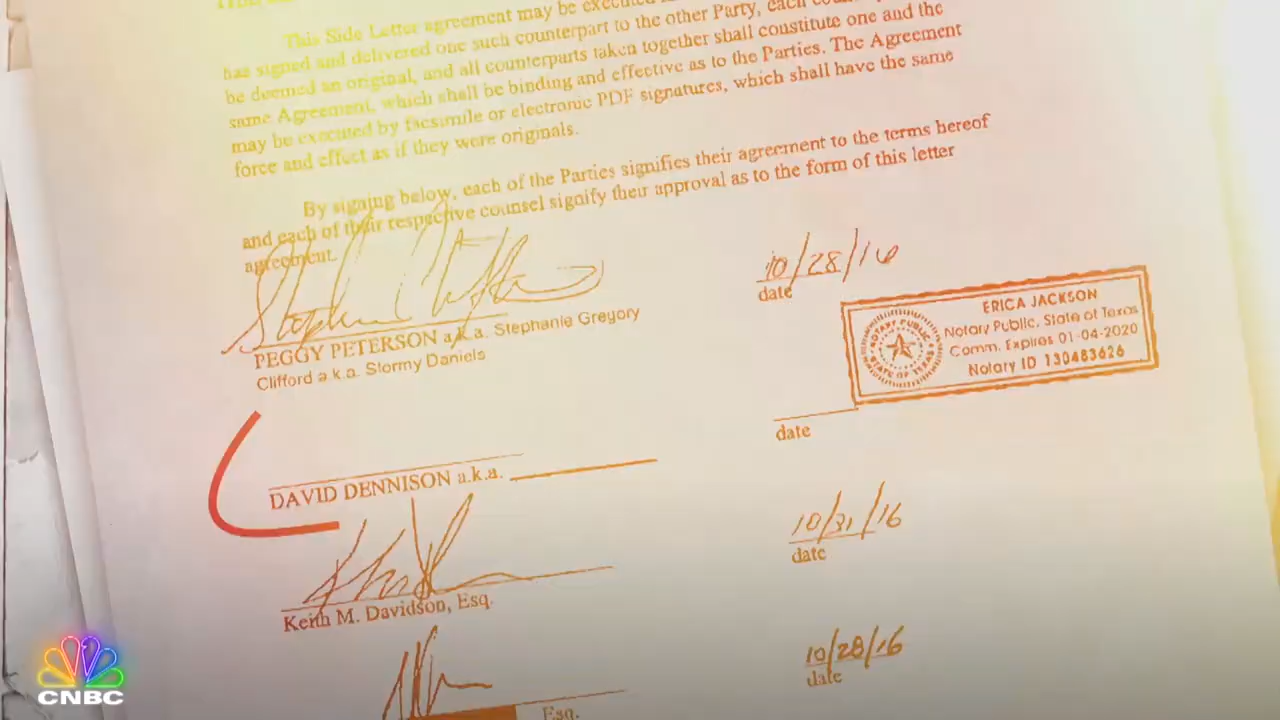 This Side Letter agreement may be executed
has signed and delivered one such counterpart to the other Party, each
be deemed an original, and all counterparts taken together shall constitute one and the
same Agreement, which shall be binding and effective as to the Parties. The Agreement
may be executed by facsimile or electronic PDF signatures, which shall have the same
force and effect as if they were originals.
By signing below, each of the Parties signifies their agreement to the terms hereof
and each of their respective counsel signify their approval as to the form of this letter
agreement.
10/28/16
date
PEGGY PETERSON a.k.a. Stephanie Gregory
Clifford a.k.a. Stormy Daniels
ERICA JACKSON
Notary Public, State of Texas
Comm. Expires 01-04-2020
Notary ID 130483626
NOTARY PUBLIC
STATE OF TEXAS
date
DAVID DENNISON a.k.a.
10/31/16
date
Keith M. Davidson, Esq.
10/28/16
date
Esq.
CNBC